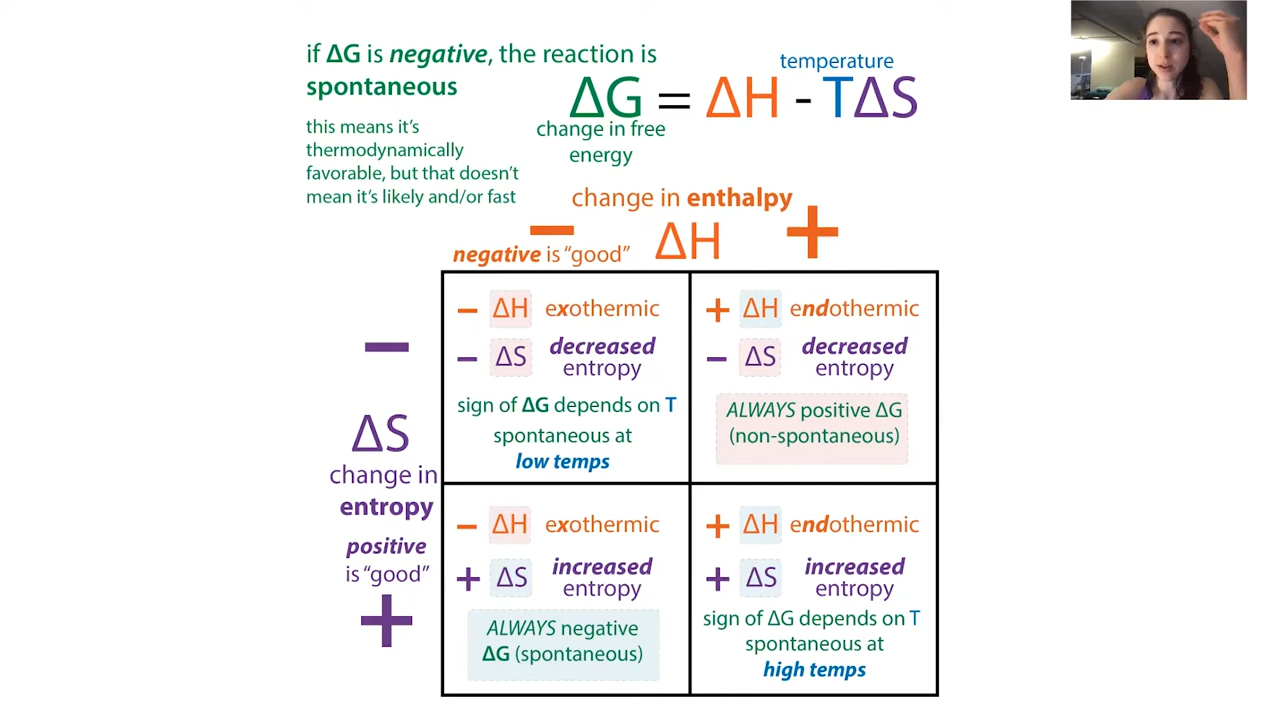 if ΔG is negative, the reaction is
spontaneous
this means it's
thermodynamically
favorable, but that doesn't
mean it's likely and/or fast
temperature
ΔG = ΔH - TΔS
change in free
energy
change in enthalpy
− ΔH +
negative is "good"
−
ΔS
change in
entropy
positive
is "good"
+
− ΔH exothermic
− ΔS decreased
entropy
sign of ΔG depends on T
spontaneous at
low temps
+ ΔH endothermic
− ΔS decreased
entropy
ALWAYS positive ΔG
(non-spontaneous)
− ΔH exothermic
+ ΔS increased
entropy
ALWAYS negative
ΔG (spontaneous)
+ ΔH endothermic
+ ΔS increased
entropy
sign of ΔG depends on T
spontaneous at
high temps